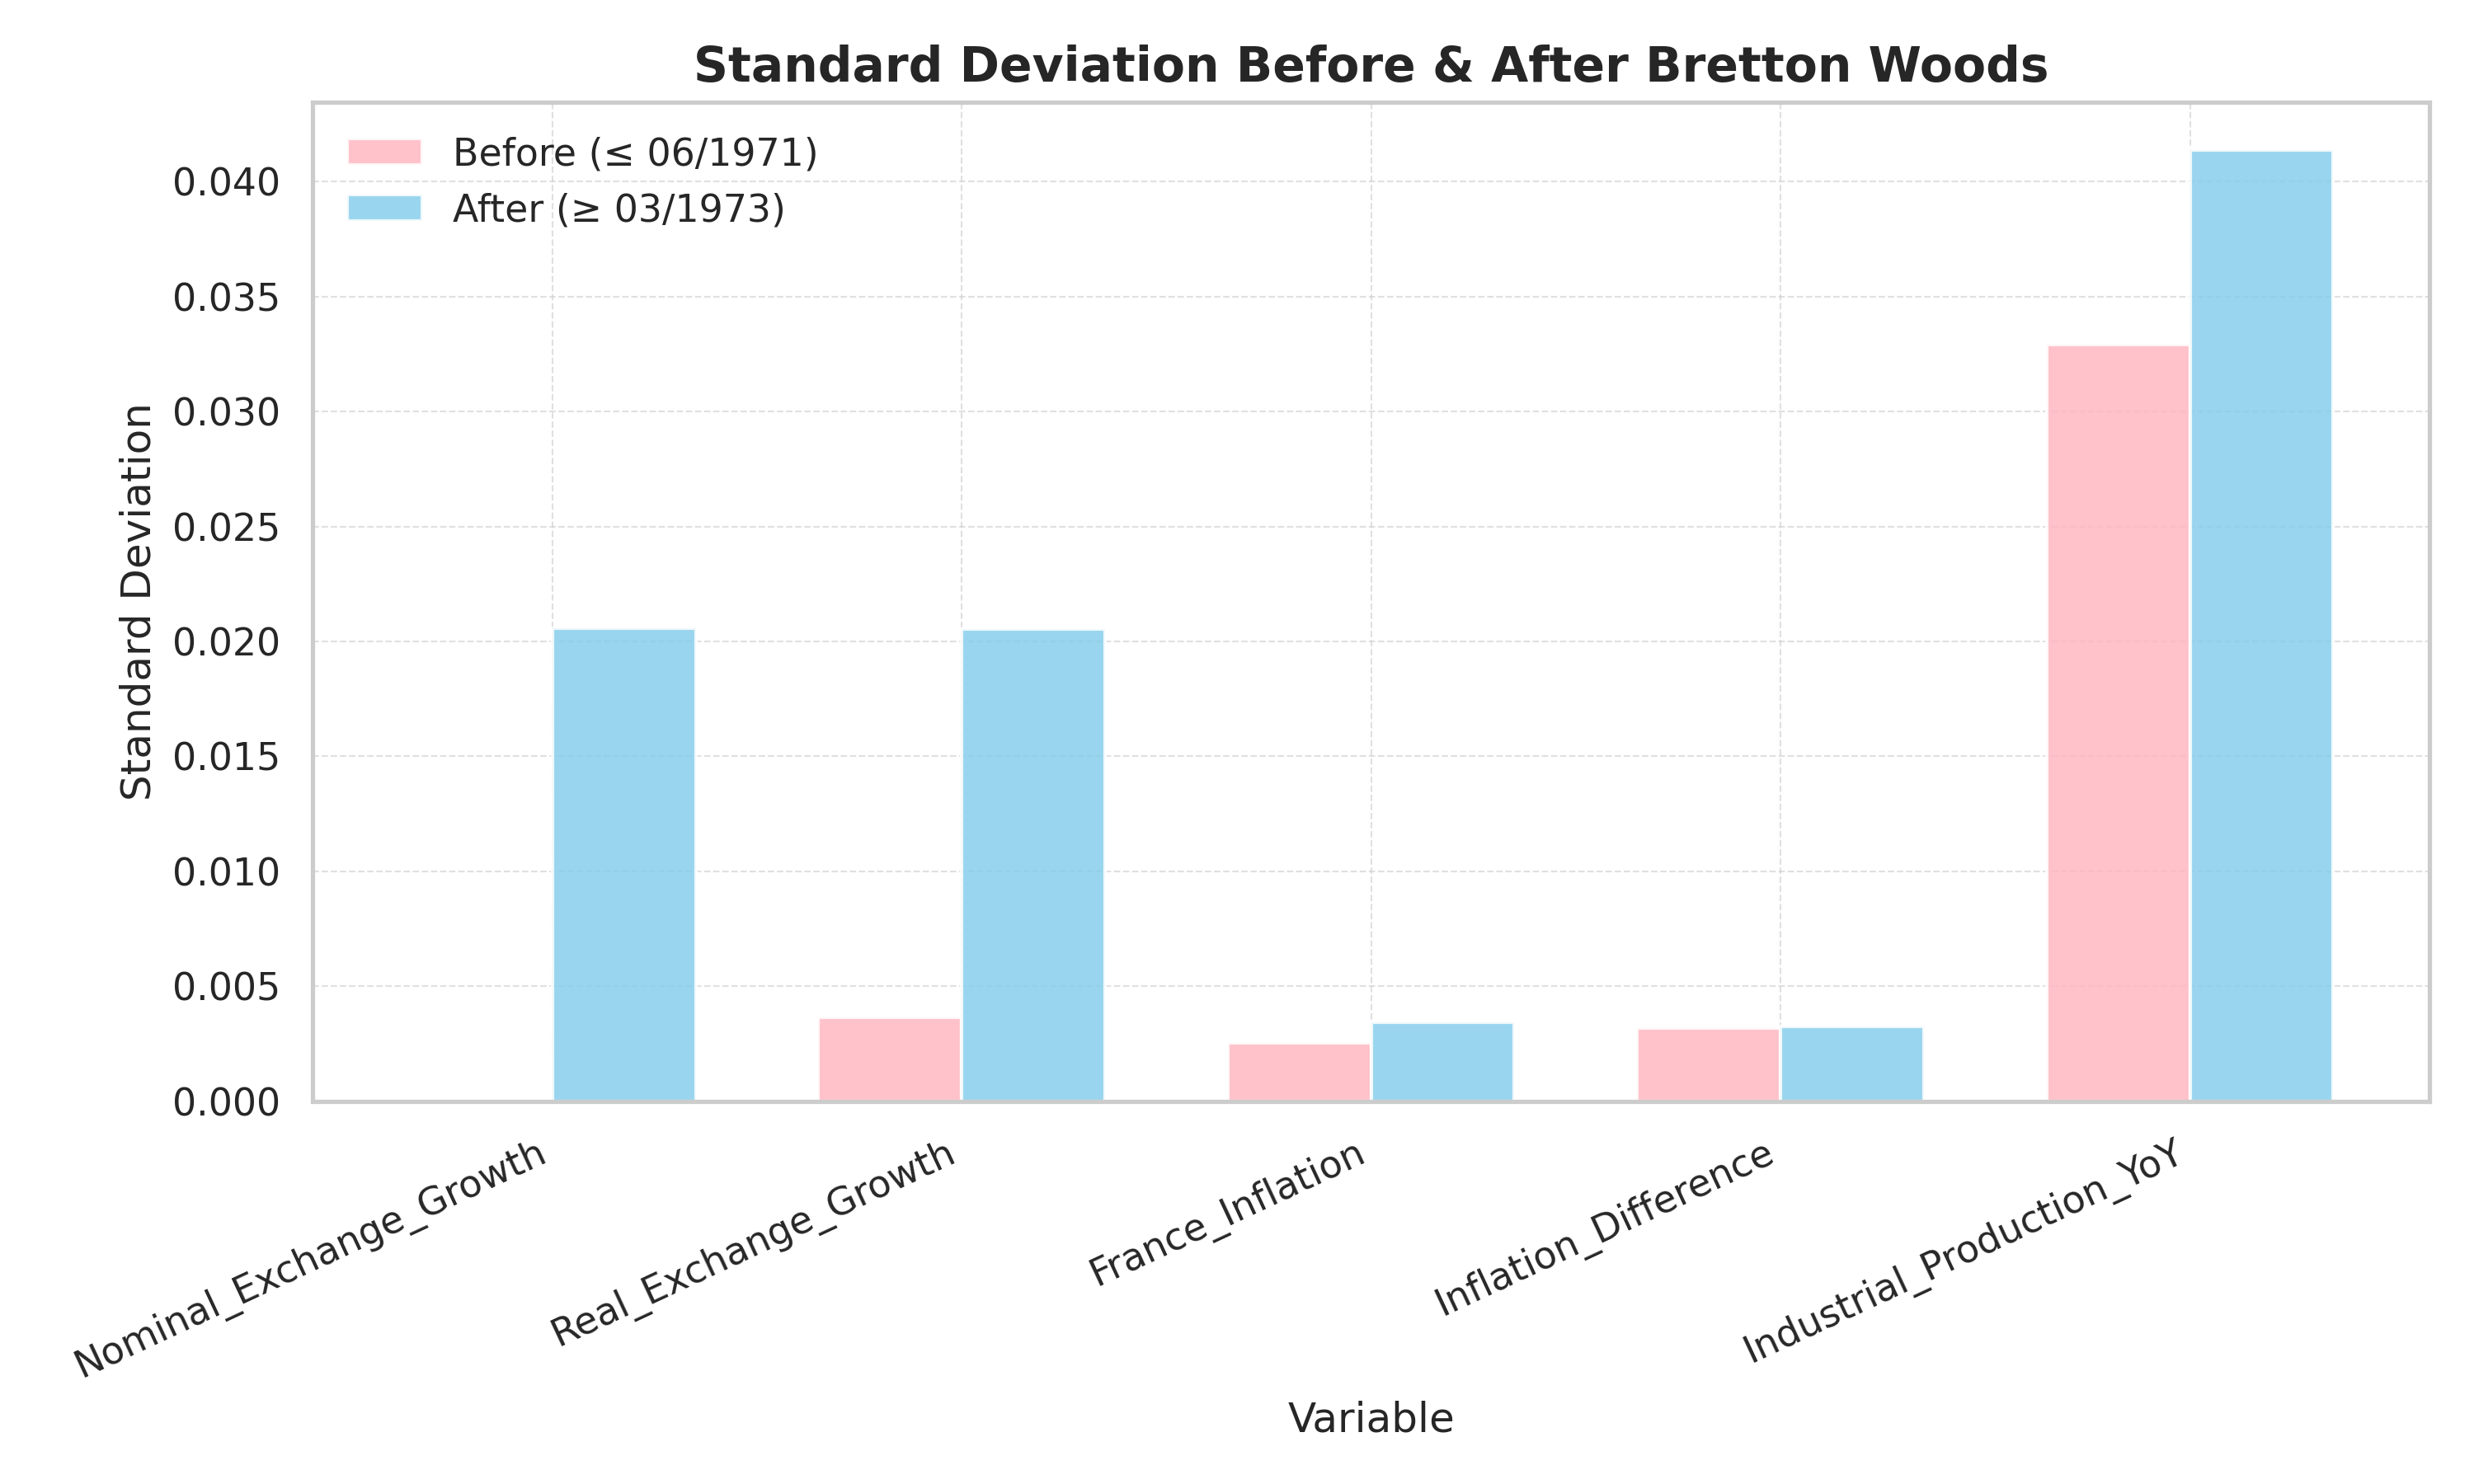 Standard Deviation Before & After Bretton Woods
Before (≤ 06/1971)
After (≥ 03/1973)
Standard Deviation
0.040
0.035
0.030
0.025
0.020
0.015
0.010
0.005
0.000
Nominal_Exchange_Growth
Real_Exchange_Growth
France_Inflation
Inflation_Difference
Industrial_Production_YoY
Variable